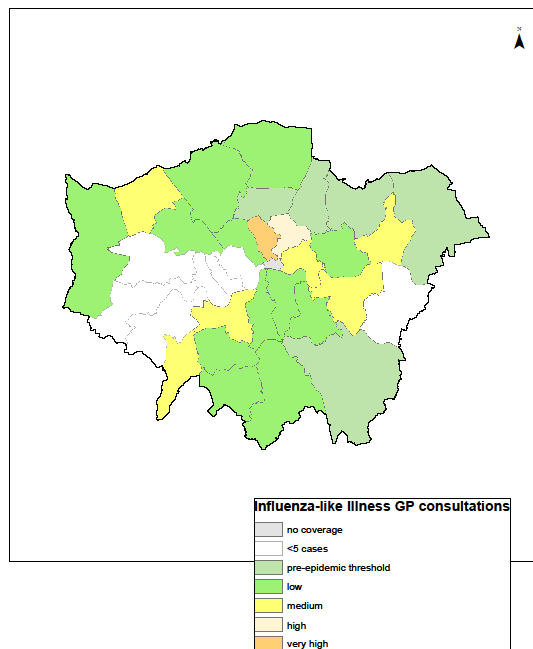 Influenza-like Illness GP consultations
no coverage
<5 cases
pre-epidemic threshold
low
medium
high
very high